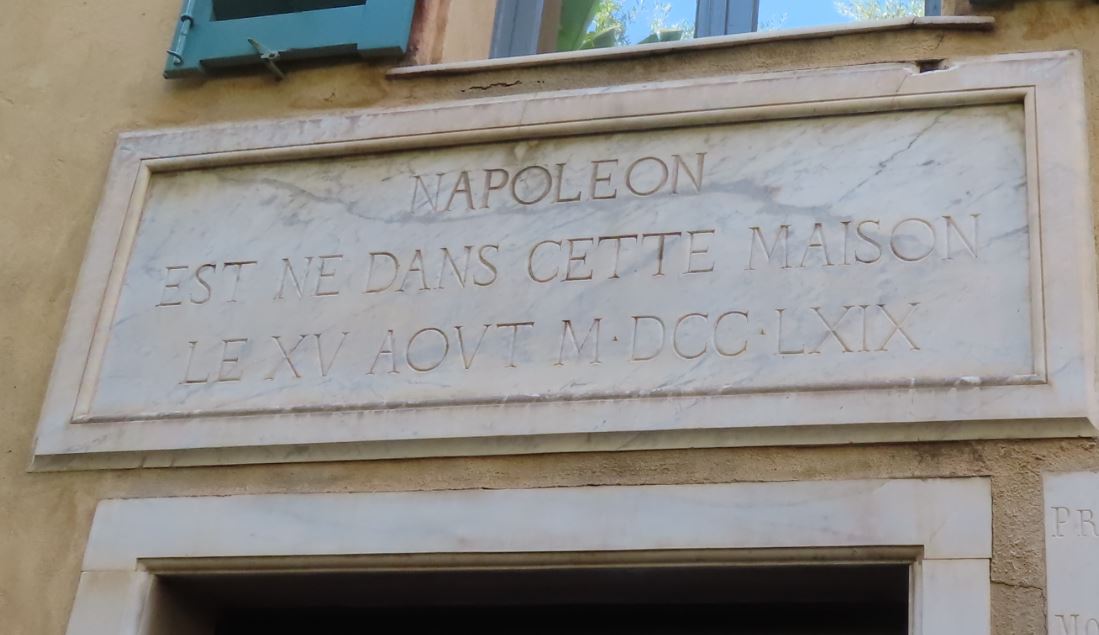 NAPOLEON
EST NE DANS CETTE MAISON
LE XV AOVT M·DCC·LXIX